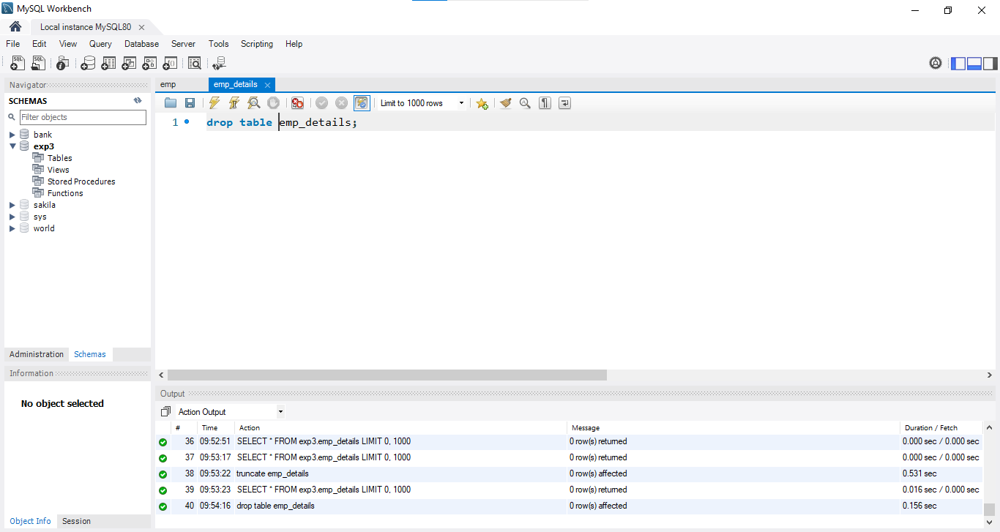 MySQL Workbench
Local instance MySQL80
File Edit View Query Database Server Tools Scripting Help
SQL SQL
Navigator
SCHEMAS
Filter objects
bank
exp3
Tables
Views
Stored Procedures
Functions
sakila
sys
world
Administration Schemas
Information
No object selected
Object Info Session
emp emp_details
Limit to 1000 rows
1 drop table emp_details;
Output
Action Output
# Time Action Message Duration / Fetch
36 09:52:51 SELECT * FROM exp3.emp_details LIMIT 0, 1000 0 row(s) returned 0.000 sec / 0.000 sec
37 09:53:17 SELECT * FROM exp3.emp_details LIMIT 0, 1000 0 row(s) returned 0.000 sec / 0.000 sec
38 09:53:22 truncate emp_details 0 row(s) affected 0.531 sec
39 09:53:23 SELECT * FROM exp3.emp_details LIMIT 0, 1000 0 row(s) returned 0.016 sec / 0.000 sec
40 09:54:16 drop table emp_details 0 row(s) affected 0.156 sec